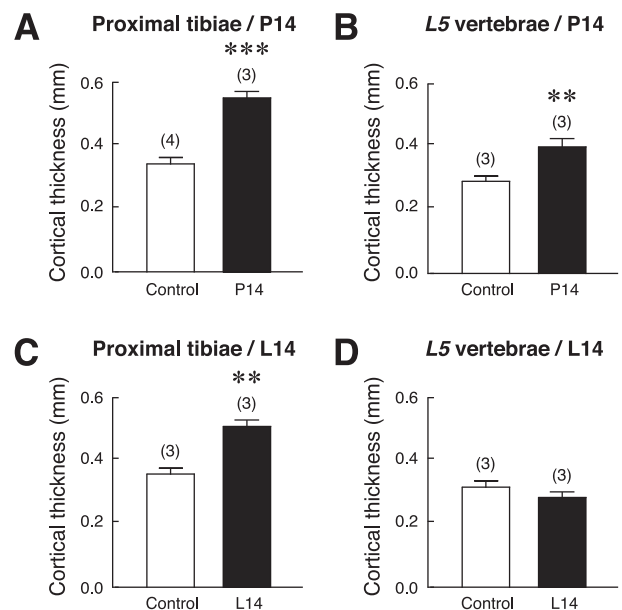 A
Proximal tibiae / P14
Cortical thickness (mm)
0.6
0.4
0.2
0.0
(4)
***
(3)
Control
P14
B
L5 vertebrae / P14
Cortical thickness (mm)
0.6
0.4
0.2
0.0
(3)
**
(3)
Control
P14
C
Proximal tibiae / L14
Cortical thickness (mm)
0.6
0.4
0.2
0.0
(3)
**
(3)
Control
L14
D
L5 vertebrae / L14
Cortical thickness (mm)
0.6
0.4
0.2
0.0
(3)
(3)
Control
L14